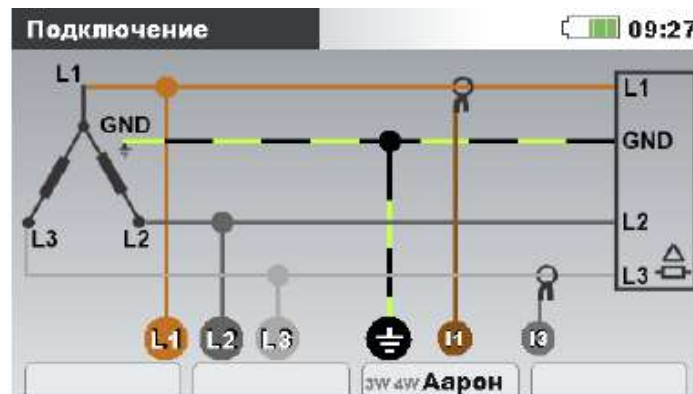 Подключение 09:27
L1 L1
GND GND
L3 L2 L2
L3
L1 L2 L3 I1 I3
3W 4W Аарон